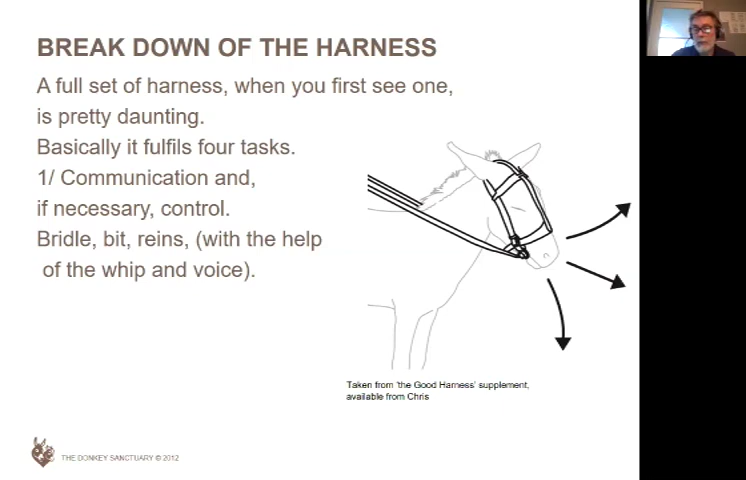 BREAK DOWN OF THE HARNESS
A full set of harness, when you first see one,
is pretty daunting.
Basically it fulfils four tasks.
1/ Communication and,
if necessary, control.
Bridle, bit, reins, (with the help
of the whip and voice).
Taken from 'the Good Harness' supplement,
available from Chris
THE DONKEY SANCTUARY © 2012